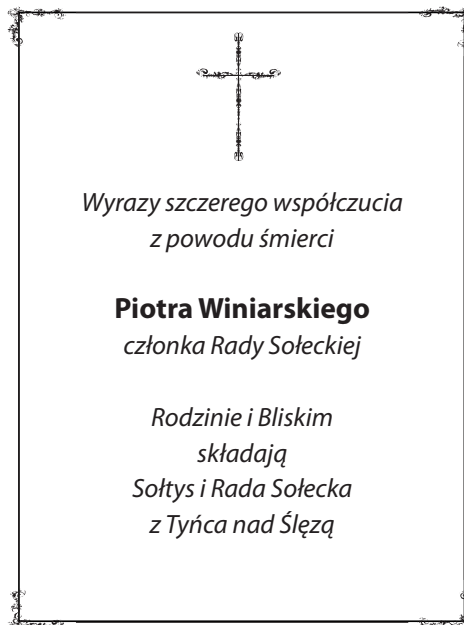 Wyrazy szczerego współczucia
z powodu śmierci
Piotra Winiarskiego
członka Rady Sołeckiej
Rodzinie i Bliskim
składają
Sołtys i Rada Sołecka
z Tyńca nad Ślęzą